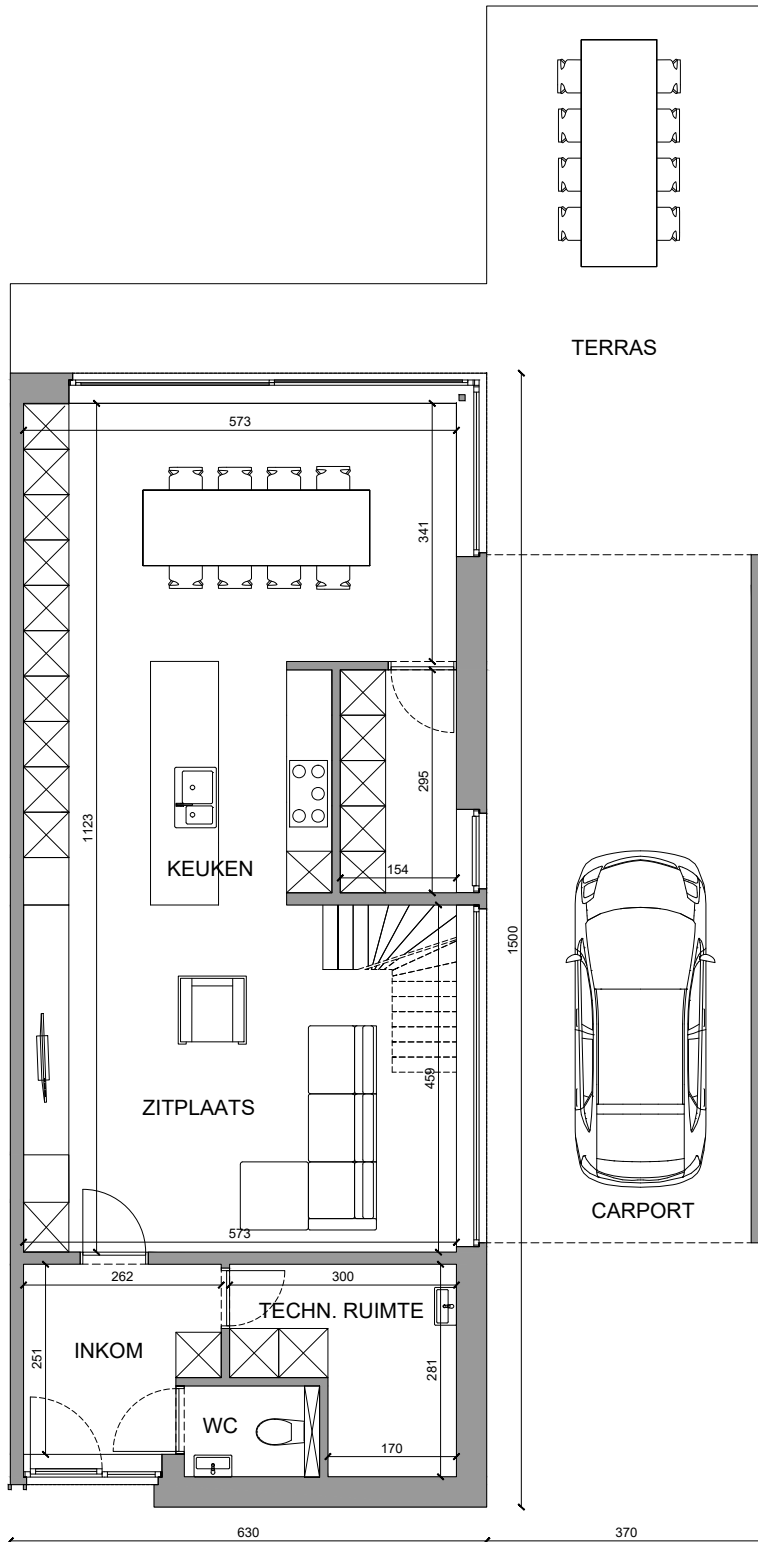 TERRAS
573
341
1123
295
KEUKEN
154
1500
459
ZITPLAATS
CARPORT
573
262
300
TECHN. RUIMTE
INKOM
251
281
WC
170
630
370